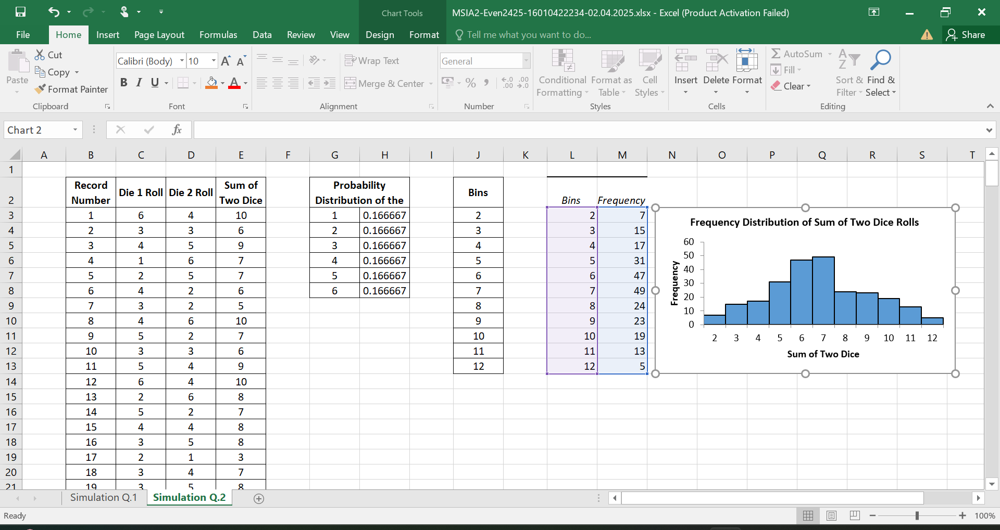 Chart Tools
MSIA2-Even2425-16010422234-02.04.2025.xlsx - Excel (Product Activation Failed)
File Home Insert Page Layout Formulas Data Review View Design Format Tell me what you want to do... Share
Paste
Cut
Copy
Format Painter
Clipboard
Calibri (Body) 10
A A
B I U A
Font
Wrap Text
Merge & Center
Alignment
General
% , ←.0 .00 .00 →.0
Number
Conditional Formatting
Format as Table
Cell Styles
Styles
Insert Delete Format
Cells
AutoSum
Fill
Clear
Sort & Filter
Find & Select
Editing
Chart 2 fx
A B C D E F G H I J K L M N O P Q R S T
1
2 Record Number Die 1 Roll Die 2 Roll Sum of Two Dice Probability Distribution of the Bins Bins Frequency
3 1 6 4 10 1 0.166667 2 2 7
4 2 3 3 6 2 0.166667 3 3 15
5 3 4 5 9 3 0.166667 4 4 17
6 4 1 6 7 4 0.166667 5 5 31
7 5 2 5 7 5 0.166667 6 6 47
8 6 4 2 6 6 0.166667 7 7 49
9 7 3 2 5 8 8 24
10 8 4 6 10 9 9 23
11 9 5 2 7 10 10 19
12 10 3 3 6 11 11 13
13 11 5 4 9 12 12 5
14 12 6 4 10
15 13 2 6 8
16 14 5 2 7
17 15 4 4 8
18 16 3 5 8
19 17 2 1 3
20 18 3 4 7
21 19 3 5 8
Frequency Distribution of Sum of Two Dice Rolls
Frequency
60
50
40
30
20
10
0
2 3 4 5 6 7 8 9 10 11 12
Sum of Two Dice
Simulation Q.1 Simulation Q.2
Ready 100%